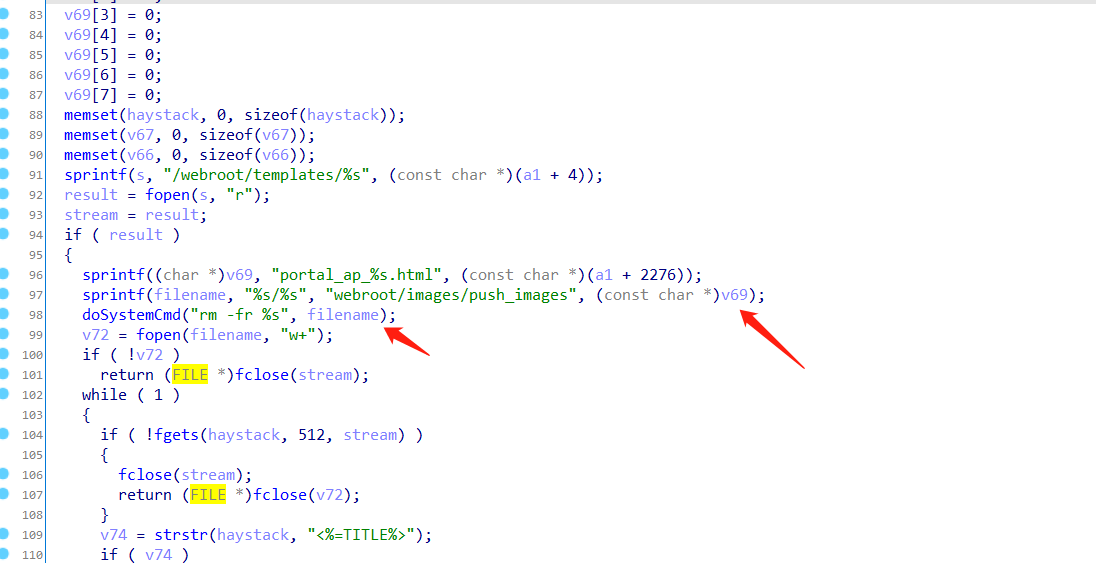 83 v69[3] = 0;
84 v69[4] = 0;
85 v69[5] = 0;
86 v69[6] = 0;
87 v69[7] = 0;
88 memset(haystack, 0, sizeof(haystack));
89 memset(v67, 0, sizeof(v67));
90 memset(v66, 0, sizeof(v66));
91 sprintf(s, "/webroot/templates/%s", (const char *)(a1 + 4));
92 result = fopen(s, "r");
93 stream = result;
94 if ( result )
95 {
96 sprintf((char *)v69, "portal_ap_%s.html", (const char *)(a1 + 2276));
97 sprintf(filename, "%s/%s", "webroot/images/push_images", (const char *)v69);
98 doSystemCmd("rm -fr %s", filename);
99 v72 = fopen(filename, "w+");
100 if ( !v72 )
101 return (FILE *)fclose(stream);
102 while ( 1 )
103 {
104 if ( !fgets(haystack, 512, stream) )
105 {
106 fclose(stream);
107 return (FILE *)fclose(v72);
108 }
109 v74 = strstr(haystack, "<%=TITLE%>");
110 if ( v74 )